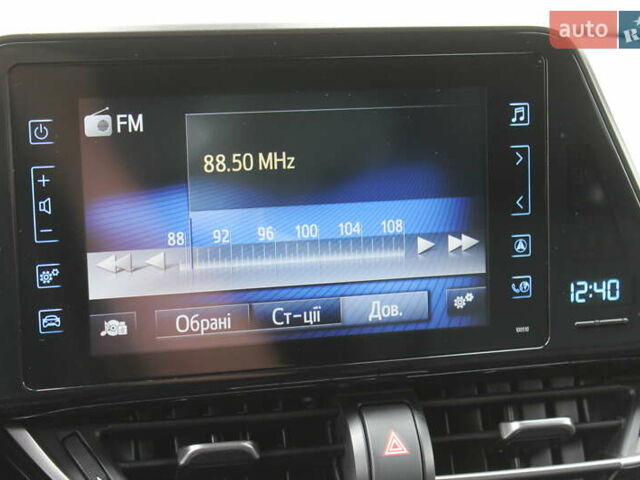 auto
FM
88.50 MHz
88 92 96 100 104 108
12:40
Обрані Ст-ції Дов.